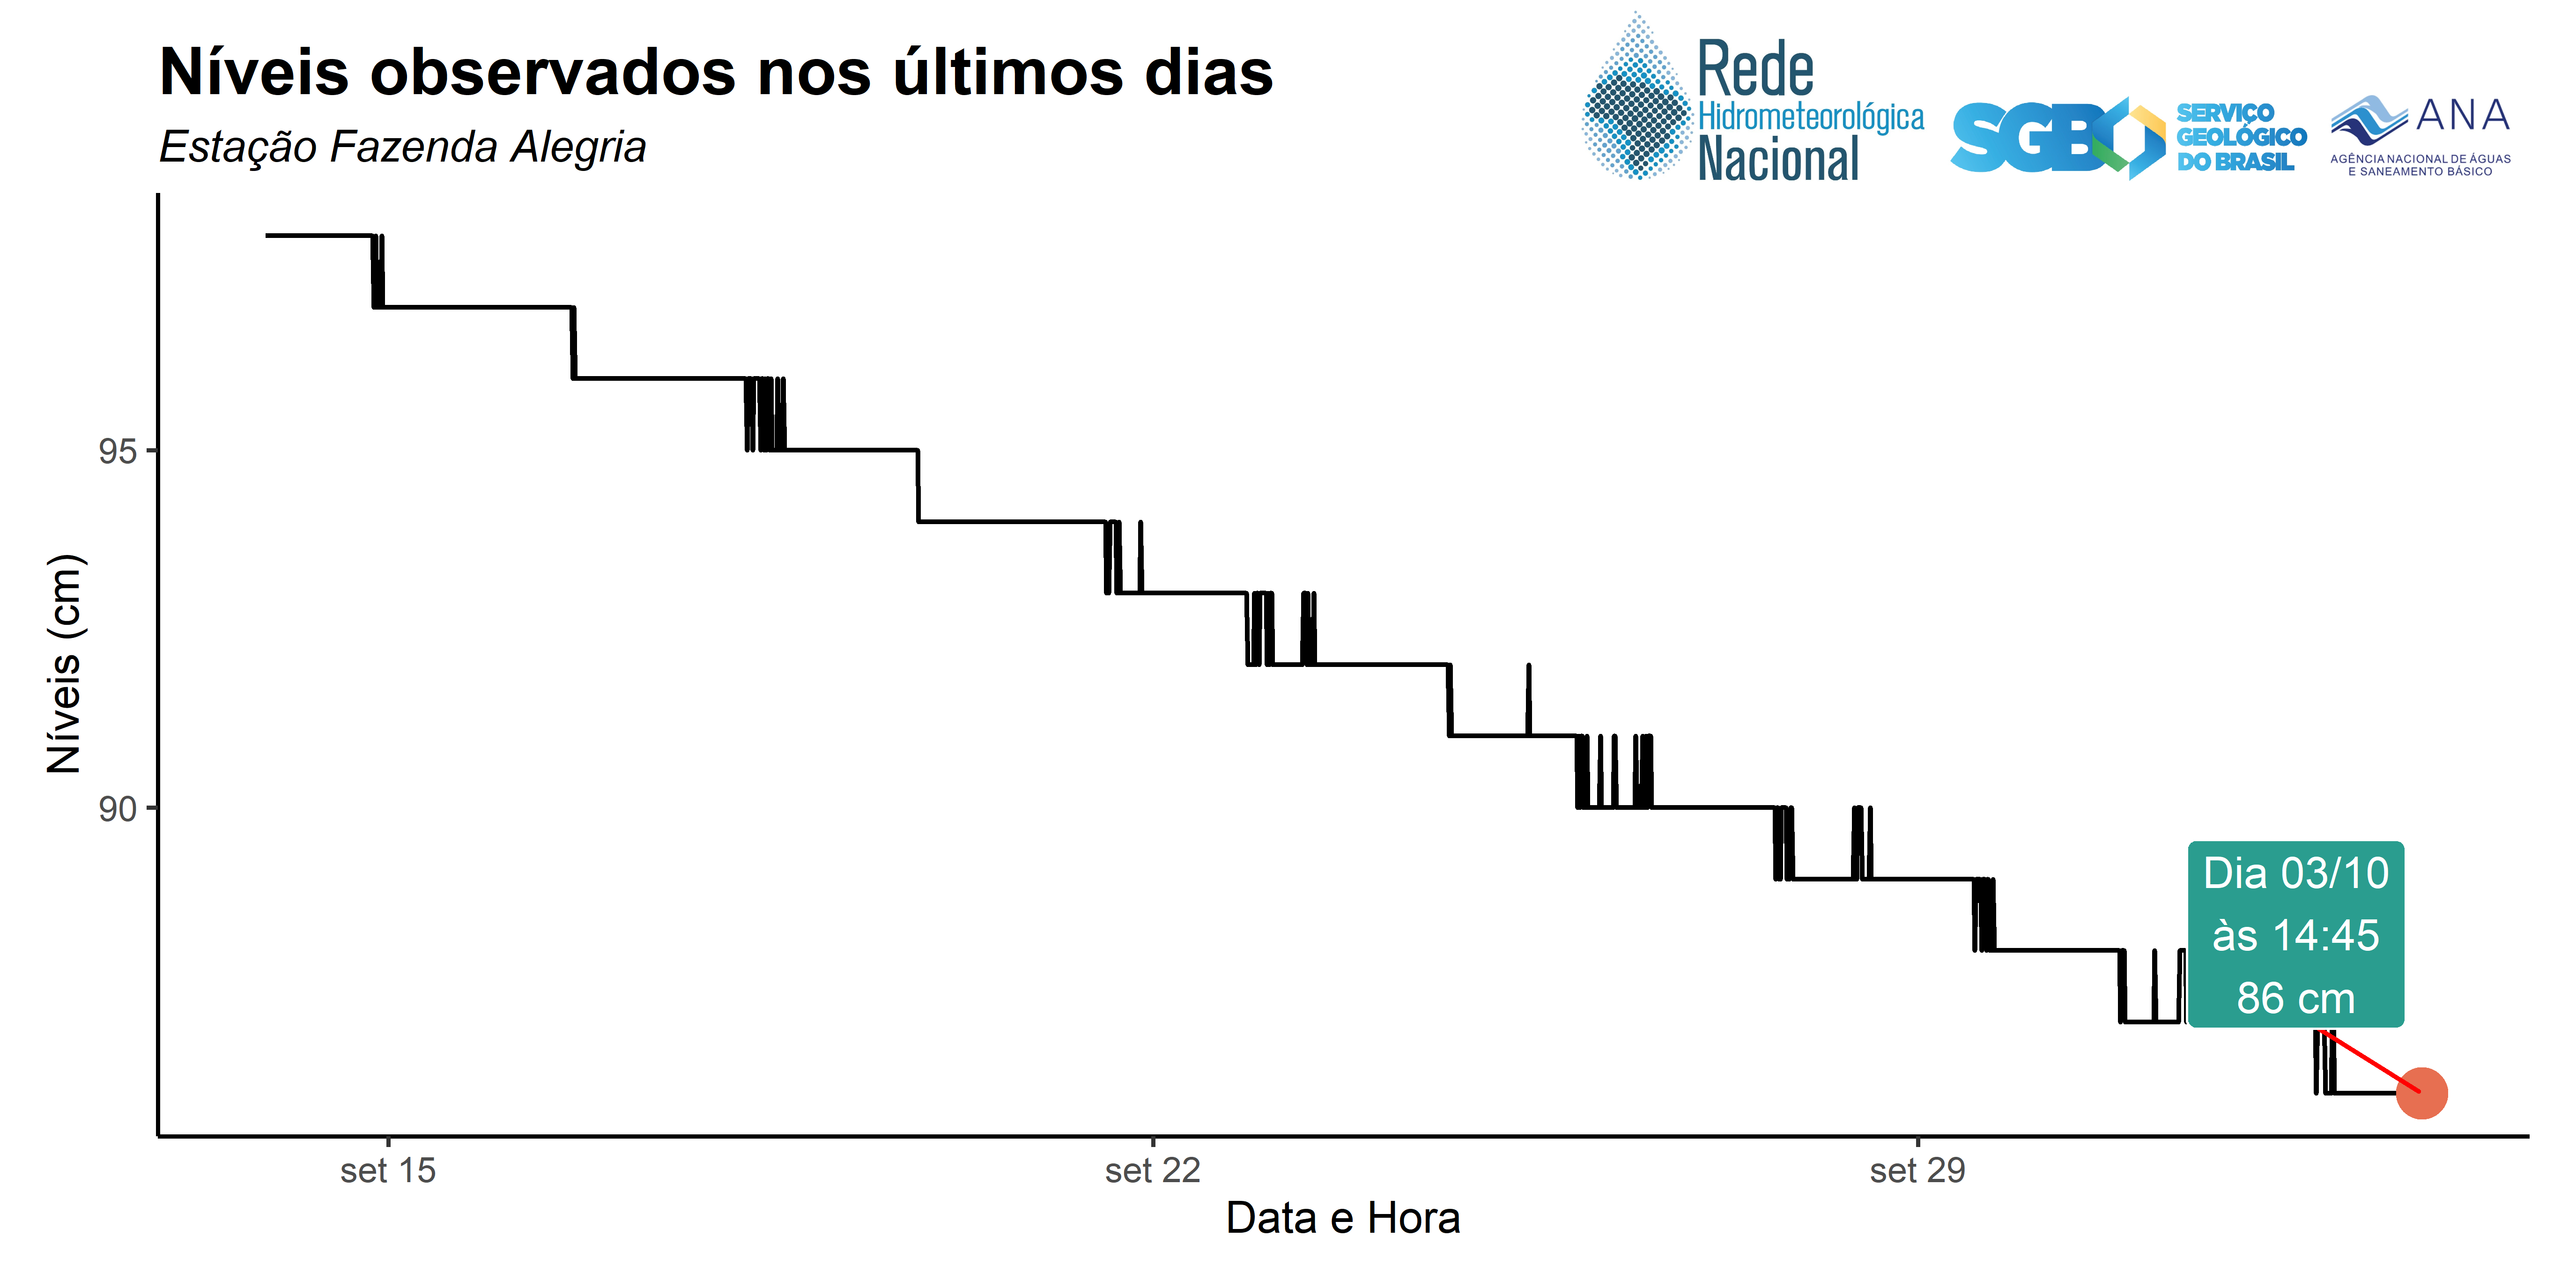 Níveis observados nos últimos dias
Estação Fazenda Alegria
Rede
Hidrometeorológica
Nacional
SGB
SERVIÇO
GEOLÓGICO
DO BRASIL
ANA
AGÊNCIA NACIONAL DE ÁGUAS
E SANEAMENTO BÁSICO
Níveis (cm)
95
90
Dia 03/10
às 14:45
86 cm
set 15
set 22
set 29
Data e Hora